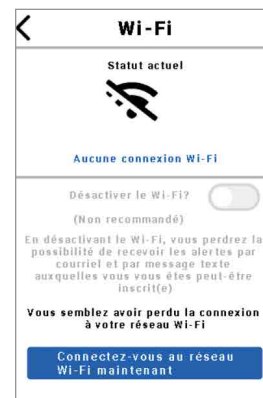 Wi-Fi
Statut actuel
Aucune connexion Wi-Fi
Désactiver le Wi-Fi?
(Non recommandé)
En désactivant le Wi-Fi, vous perdrez la
possibilité de recevoir les alertes par
courriel et par message texte
auxquelles vous vous êtes peut-être
inscrit(e)
Vous semblez avoir perdu la connexion
à votre réseau Wi-Fi
Connectez-vous au réseau
Wi-Fi maintenant